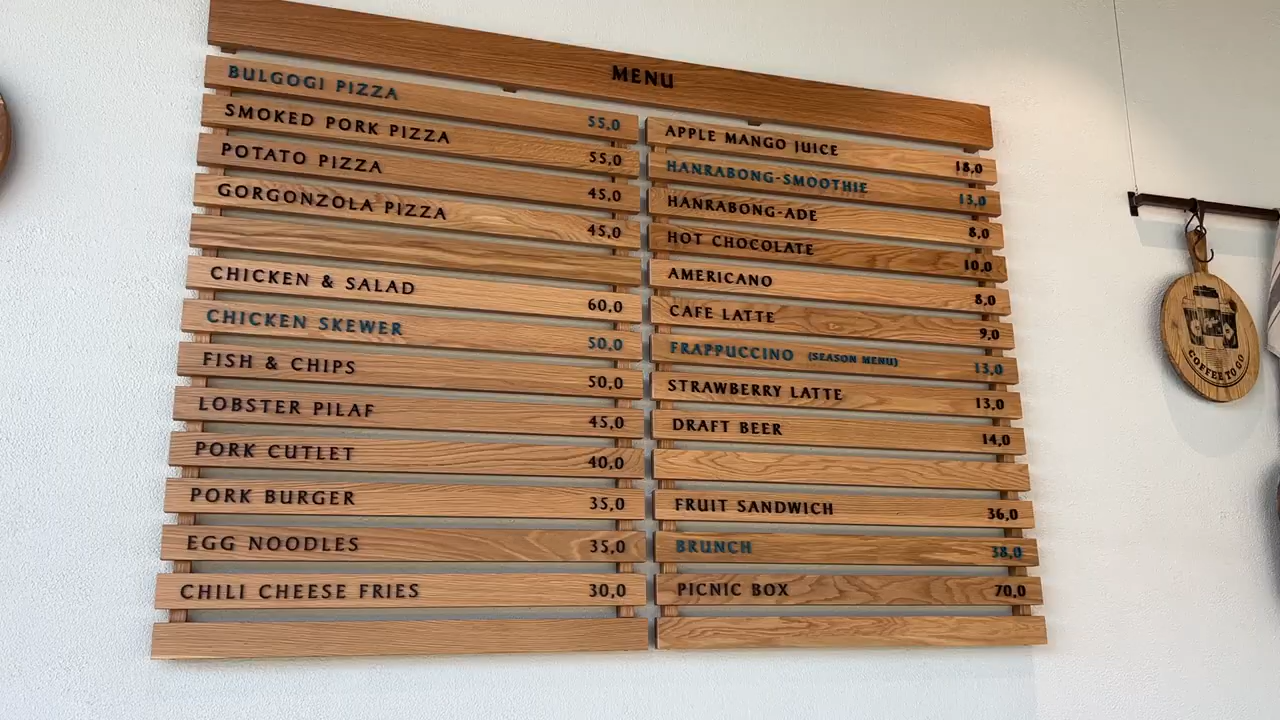 MENU
BULGOGI PIZZA 55,0
SMOKED PORK PIZZA 55,0
POTATO PIZZA 45,0
GORGONZOLA PIZZA 45,0
CHICKEN & SALAD 60,0
CHICKEN SKEWER 50,0
FISH & CHIPS 50,0
LOBSTER PILAF 45,0
PORK CUTLET 40,0
PORK BURGER 35,0
EGG NOODLES 35,0
CHILI CHEESE FRIES 30,0
APPLE MANGO JUICE 18,0
HANRABONG-SMOOTHIE 13,0
HANRABONG-ADE 8,0
HOT CHOCOLATE 10,0
AMERICANO 8,0
CAFE LATTE 9,0
FRAPPUCCINO (SEASON MENU) 13,0
STRAWBERRY LATTE 13,0
DRAFT BEER 14,0
FRUIT SANDWICH 36,0
BRUNCH 38,0
PICNIC BOX 70,0
COFFEE TO GO